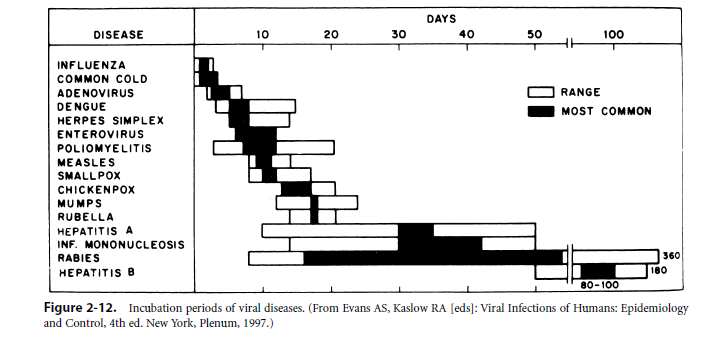 DAYS
DISEASE 10 20 30 40 50 100
INFLUENZA
COMMON COLD
ADENOVIRUS
RANGE
DENGUE
MOST COMMON
HERPES SIMPLEX
ENTEROVIRUS
POLIOMYELITIS
MEASLES
SMALLPOX
CHICKENPOX
MUMPS
RUBELLA
HEPATITIS A
INF. MONONUCLEOSIS
RABIES 360
HEPATITIS B 180
80-100
Figure 2-12. Incubation periods of viral diseases. (From Evans AS, Kaslow RA [eds]: Viral Infections of Humans: Epidemiology
and Control, 4th ed. New York, Plenum, 1997.)